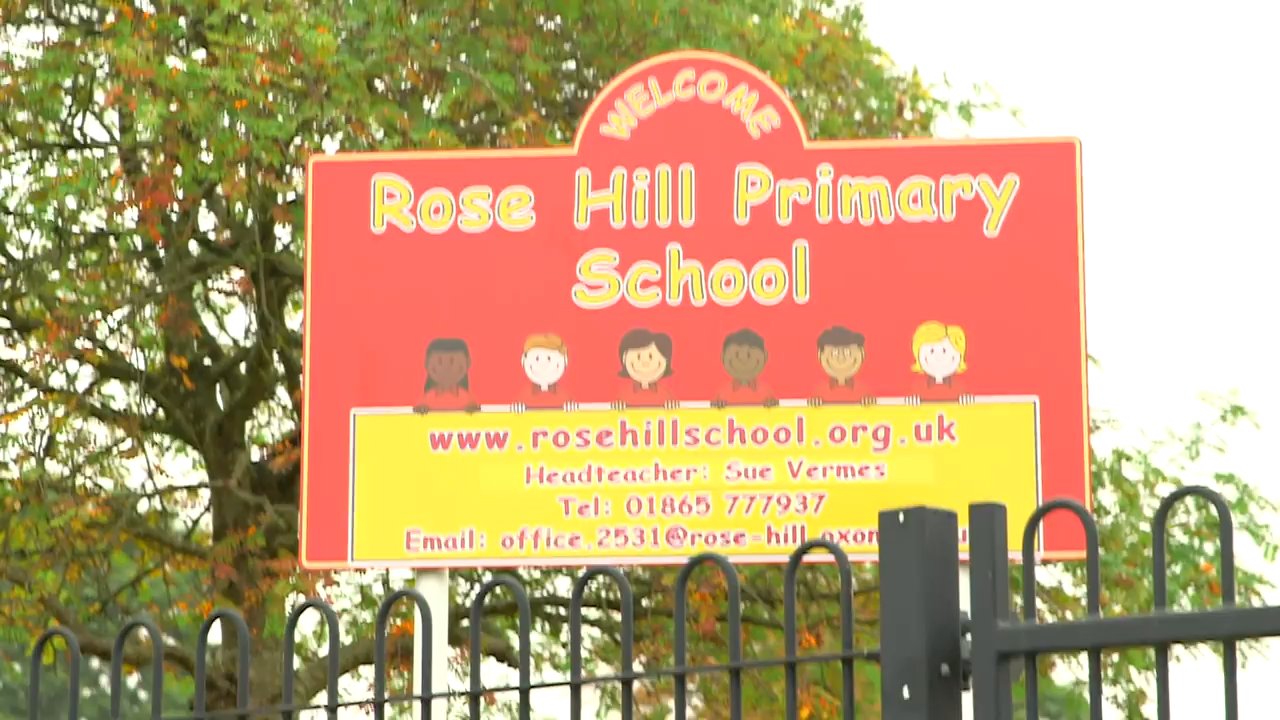 WELCOME
Rose Hill Primary
School
www.rosehillschool.org.uk
Headteacher: Sue Vermes
Tel: 01865 777937
Email: office.2531@rose-hill.oxon